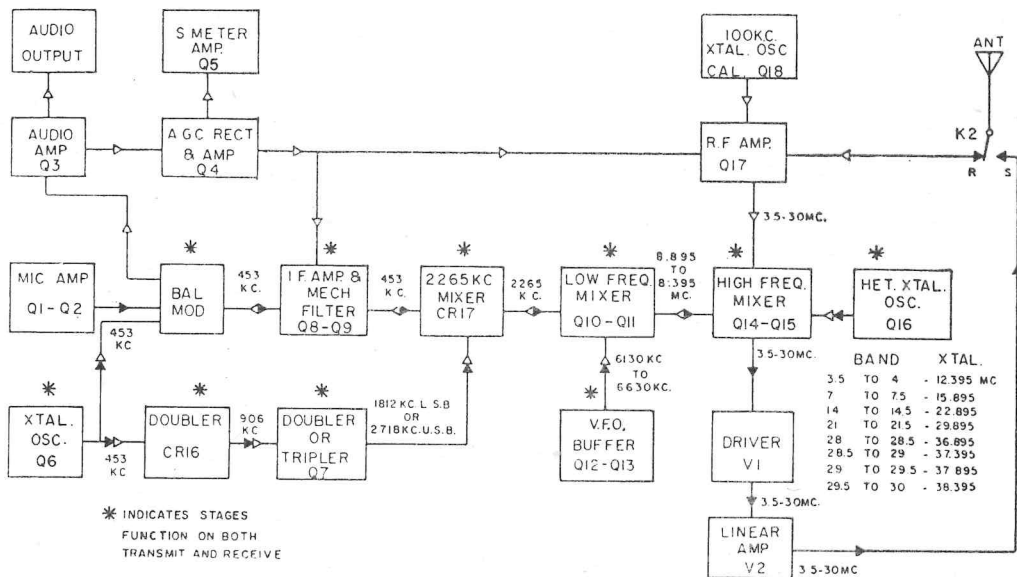 AUDIO
OUTPUT
S METER
AMP.
Q5
100K.C.
XTAL. OSC
CAL. Q18
ANT
AUDIO
AMP
Q3
A G C RECT
& AMP
Q4
R.F AMP.
Q17
K2
R
S
3.5-30MC.
MIC AMP
Q1-Q2
BAL
MOD
453
KC.
I.F. AMP. &
MECH
FILTER
Q8-Q9
453
KC.
2265KC
MIXER
CR17
2265
KC.
LOW FREQ.
MIXER
Q10-Q11
8.895
TO
8.395
MC.
HIGH FREQ.
MIXER
Q14-Q15
HET. XTAL.
OSC.
Q16
453
KC
6130KC
TO
6630KC.
3.5-30MC.
XTAL
OSC.
Q6
453
KC
DOUBLER
CR16
906
KC
DOUBLER
OR
TRIPLER
Q7
1812KC.L.S.B
OR
2718KC.U.S.B.
V.F.O.
BUFFER
Q12-Q13
DRIVER
V1
BAND XTAL.
3.5 TO 4 - 12.395 MC
7 TO 7.5 - 15.895
14 TO 14.5 - 22.895
21 TO 21.5 - 29.895
28 TO 28.5 - 36.895
28.5 TO 29 - 37.395
29 TO 29.5 - 37.895
29.5 TO 30 - 38.395
3.5-30MC.
LINEAR
AMP
V2
3.5-30MC
* INDICATES STAGES
FUNCTION ON BOTH
TRANSMIT AND RECEIVE